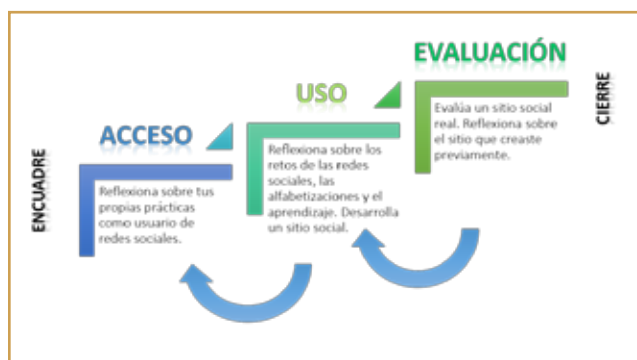 ENCUADRE
ACCESO
Reflexiona sobre tus
propias prácticas
como usuario de
redes sociales.
USO
Reflexiona sobre los
retos de las redes
sociales, las
alfabetizaciones y el
aprendizaje. Desarrolla
un sitio social.
EVALUACIÓN
Evalúa un sitio social
real. Reflexiona sobre
el sitio que creaste
previamente.
CIERRE